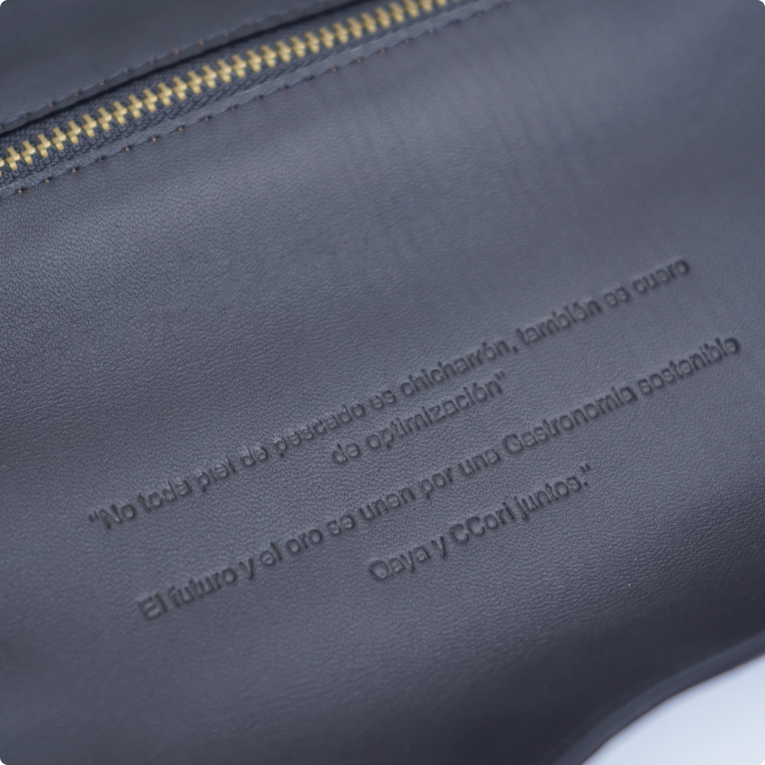 "No toda piel de pescado es chicharrón, también es cuero
de optimización"
El futuro y el oro se unen por una Gastronomía sostenible
Qaya y CCori juntos."